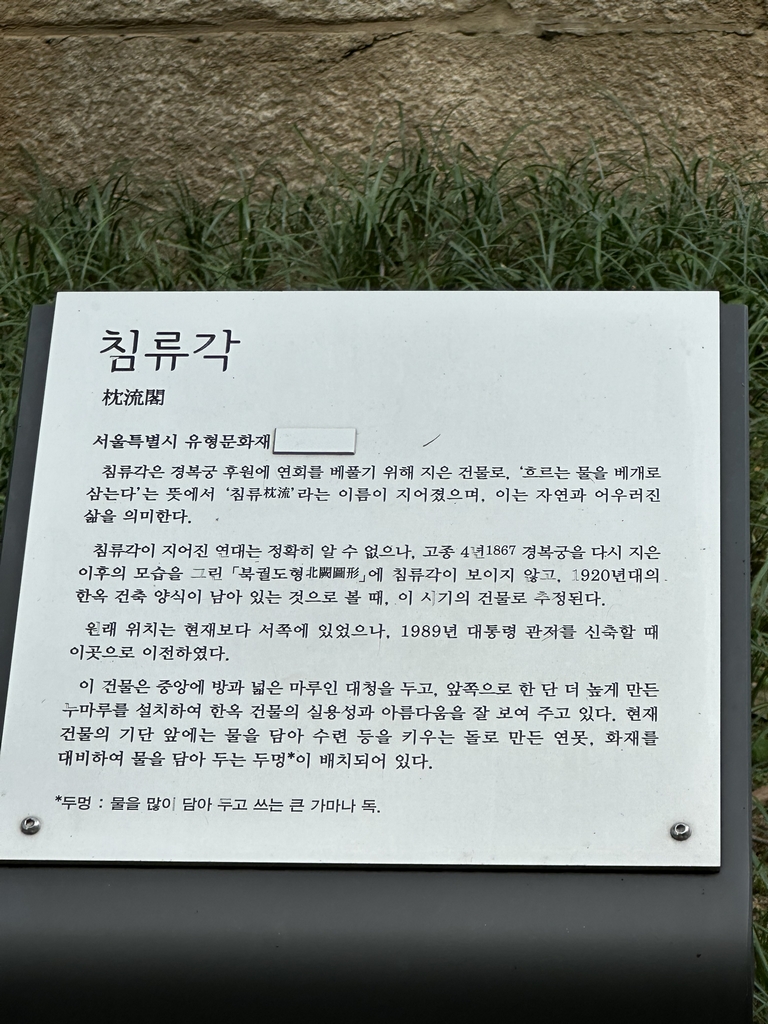 침류각
枕流閣
서울특별시 유형문화재
침류각은 경복궁 후원에 연회를 베풀기 위해 지은 건물로, ‘흐르는 물을 베개로
삼는다’는 뜻에서 ‘침류枕流’라는 이름이 지어졌으며, 이는 자연과 어우러진
삶을 의미한다.
침류각이 지어진 연대는 정확히 알 수 없으나, 고종 4년1867 경복궁을 다시 지은
이후의 모습을 그린 「북궐도형北闕圖形」에 침류각이 보이지 않고, 1920년대의
한옥 건축 양식이 남아 있는 것으로 볼 때, 이 시기의 건물로 추정된다.
원래 위치는 현재보다 서쪽에 있었으나, 1989년 대통령 관저를 신축할 때
이곳으로 이전하였다.
이 건물은 중앙에 방과 넓은 마루인 대청을 두고, 앞쪽으로 한 단 더 높게 만든
누마루를 설치하여 한옥 건물의 실용성과 아름다움을 잘 보여 주고 있다. 현재
건물의 기단 앞에는 물을 담아 수련 등을 키우는 돌로 만든 연못, 화재를
대비하여 물을 담아 두는 두멍*이 배치되어 있다.
*두멍 : 물을 많이 담아 두고 쓰는 큰 가마나 독.